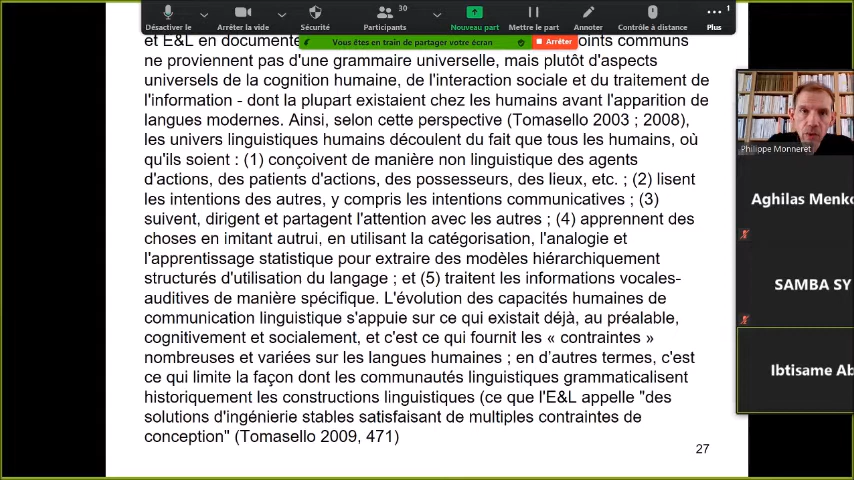 30
1
Désactiver le
Arrêter la vidé
Sécurité
Participants
Nouveau part
Mettre le part
Annoter
Contrôle à distance
Plus
Vous êtes en train de partager votre écran
Arrêter
et E&L en documente
oints communs
ne proviennent pas d'une grammaire universelle, mais plutôt d'aspects
universels de la cognition humaine, de l'interaction sociale et du traitement de
l'information - dont la plupart existaient chez les humains avant l'apparition de
langues modernes. Ainsi, selon cette perspective (Tomasello 2003 ; 2008),
les univers linguistiques humains découlent du fait que tous les humains, où
qu'ils soient : (1) conçoivent de manière non linguistique des agents
d'actions, des patients d'actions, des possesseurs, des lieux, etc. ; (2) lisent
les intentions des autres, y compris les intentions communicatives ; (3)
suivent, dirigent et partagent l'attention avec les autres ; (4) apprennent des
choses en imitant autrui, en utilisant la catégorisation, l'analogie et
l'apprentissage statistique pour extraire des modèles hiérarchiquement
structurés d'utilisation du langage ; et (5) traitent les informations vocales-
auditives de manière spécifique. L'évolution des capacités humaines de
communication linguistique s'appuie sur ce qui existait déjà, au préalable,
cognitivement et socialement, et c'est ce qui fournit les « contraintes »
nombreuses et variées sur les langues humaines ; en d'autres termes, c'est
ce qui limite la façon dont les communautés linguistiques grammaticalisent
historiquement les constructions linguistiques (ce que l'E&L appelle "des
solutions d'ingénierie stables satisfaisant de multiples contraintes de
conception" (Tomasello 2009, 471)
27
Philippe Monneret
Aghilas Menko
SAMBA SY
Ibtisame Ab